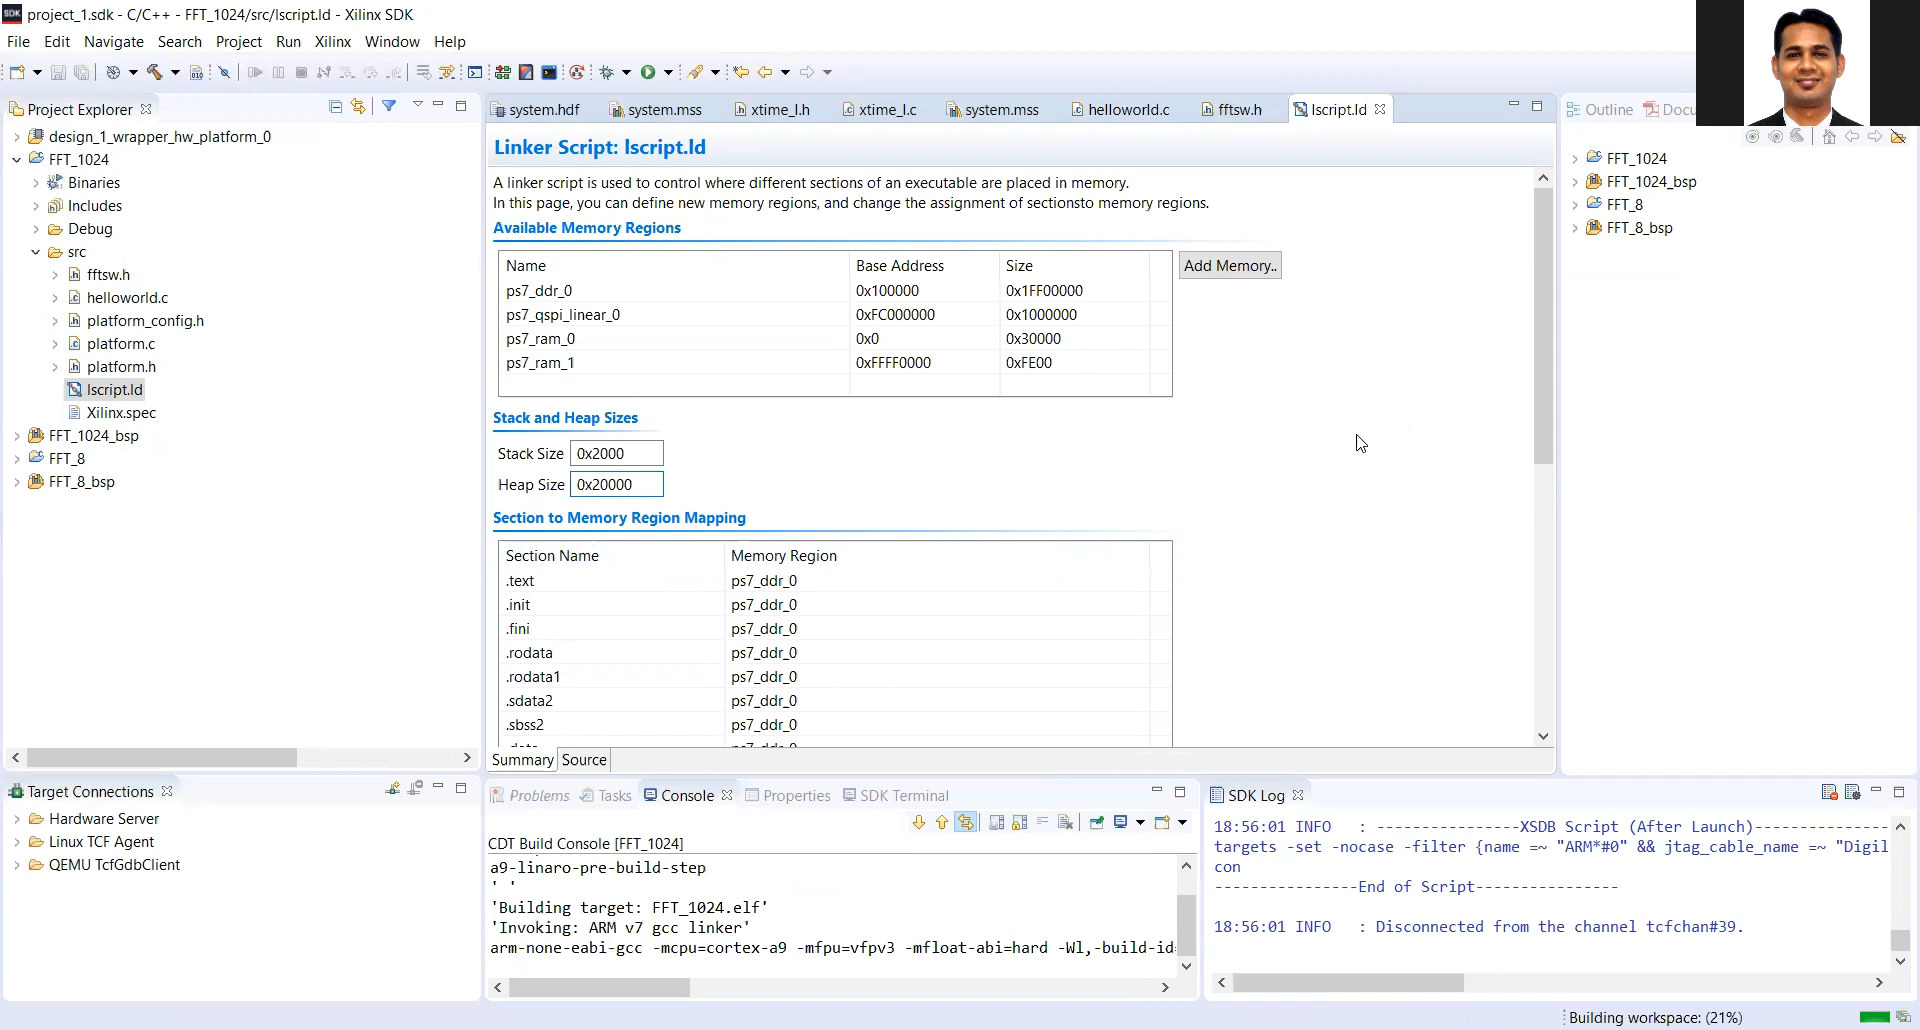 project_1.sdk - C/C++ - FFT_1024/src/lscript.ld - Xilinx SDK
File Edit Navigate Search Project Run Xilinx Window Help
Project Explorer
design_1_wrapper_hw_platform_0
FFT_1024
Binaries
Includes
Debug
src
fftsw.h
helloworld.c
platform_config.h
platform.c
platform.h
lscript.ld
Xilinx.spec
FFT_1024_bsp
FFT_8
FFT_8_bsp
system.hdf system.mss xtime_l.h xtime_l.c system.mss helloworld.c fftsw.h lscript.ld
Linker Script: lscript.ld
A linker script is used to control where different sections of an executable are placed in memory.
In this page, you can define new memory regions, and change the assignment of sectionsto memory regions.
Available Memory Regions
Name Base Address Size
ps7_ddr_0 0x100000 0x1FF00000
ps7_qspi_linear_0 0xFC000000 0x1000000
ps7_ram_0 0x0 0x30000
ps7_ram_1 0xFFFF0000 0xFE00
Add Memory..
Stack and Heap Sizes
Stack Size 0x2000
Heap Size 0x20000
Section to Memory Region Mapping
Section Name Memory Region
.text ps7_ddr_0
.init ps7_ddr_0
.fini ps7_ddr_0
.rodata ps7_ddr_0
.rodata1 ps7_ddr_0
.sdata2 ps7_ddr_0
.sbss2 ps7_ddr_0
Summary Source
Outline Docu
FFT_1024
FFT_1024_bsp
FFT_8
FFT_8_bsp
Target Connections
Hardware Server
Linux TCF Agent
QEMU TcfGdbClient
Problems Tasks Console Properties SDK Terminal
CDT Build Console [FFT_1024]
a9-linaro-pre-build-step
' '
'Building target: FFT_1024.elf'
'Invoking: ARM v7 gcc linker'
arm-none-eabi-gcc -mcpu=cortex-a9 -mfpu=vfpv3 -mfloat-abi=hard -Wl,-build-id=
SDK Log
18:56:01 INFO : ----------------XSDB Script (After Launch)----------------
targets -set -nocase -filter {name =~ "ARM*#0" && jtag_cable_name =~ "Digil
con
----------------End of Script----------------
18:56:01 INFO : Disconnected from the channel tcfchan#39.
Building workspace: (21%)